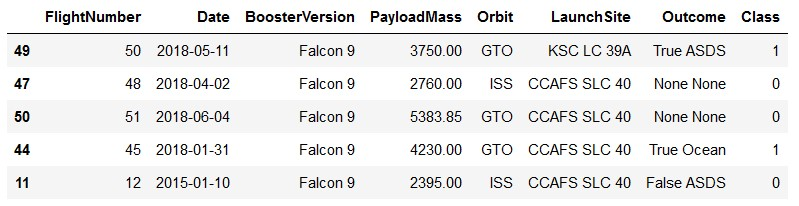 FlightNumber Date BoosterVersion PayloadMass Orbit LaunchSite Outcome Class
49 50 2018-05-11 Falcon 9 3750.00 GTO KSC LC 39A True ASDS 1
47 48 2018-04-02 Falcon 9 2760.00 ISS CCAFS SLC 40 None None 0
50 51 2018-06-04 Falcon 9 5383.85 GTO CCAFS SLC 40 None None 0
44 45 2018-01-31 Falcon 9 4230.00 GTO CCAFS SLC 40 True Ocean 1
11 12 2015-01-10 Falcon 9 2395.00 ISS CCAFS SLC 40 False ASDS 0